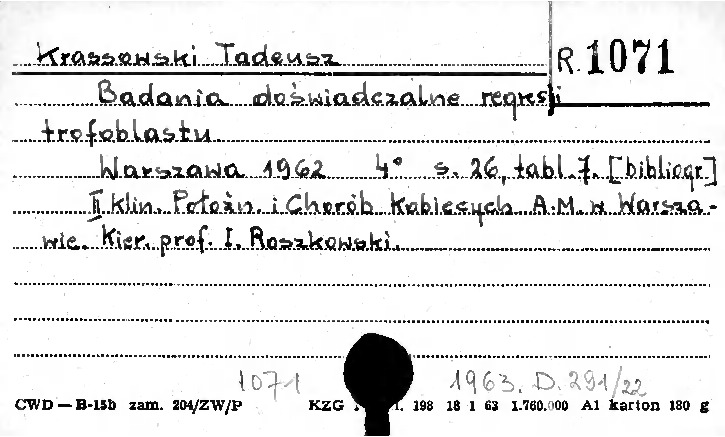 Krassowski Tadeusz
R. 1071
Badania doświadczalne regresji
trofoblastu
Warszawa 1962 4° s. 26, tabl. 7. [bibliogr.]
II Klin. Położn. i Chorób Kobiecych A.M. w Warsza-
wie. Kier. prof. I. Roszkowski.
1071 1963. D. 291/22
CWD — B-15b zam. 204/ZW/P KZG 198 18 1 63 1.760.000 A1 karton 180 g